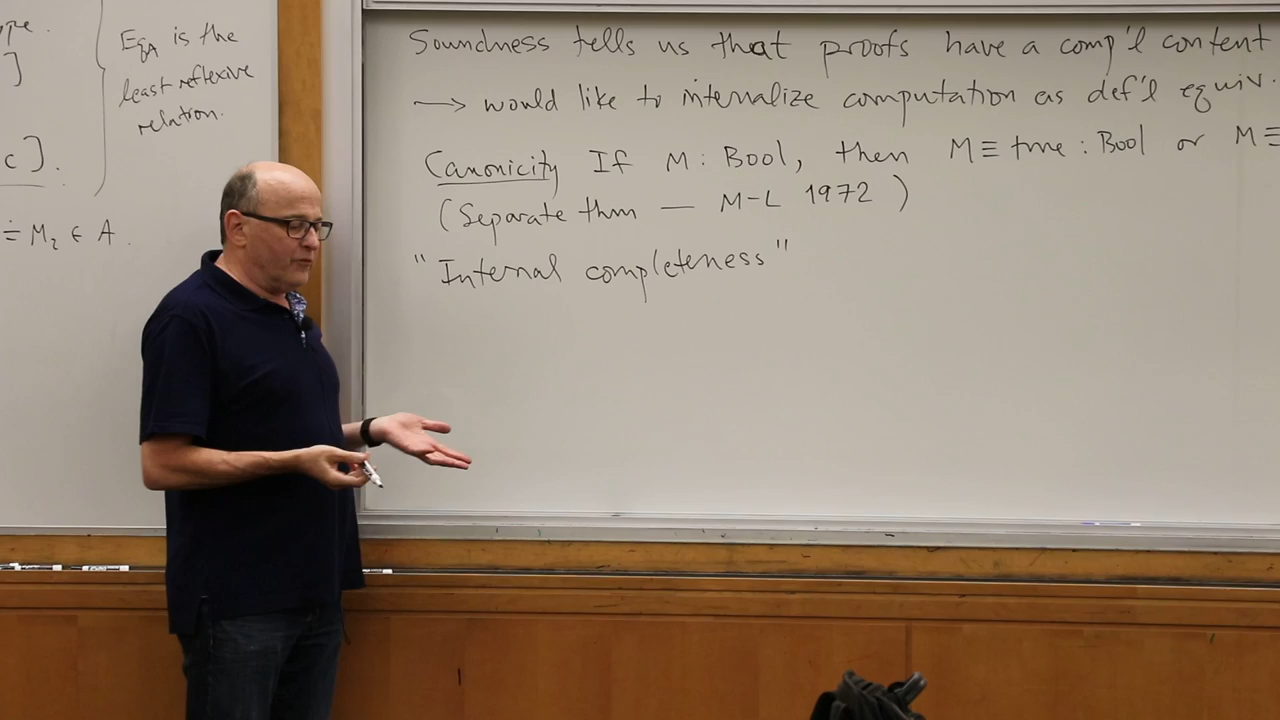 Eq_A is the
least reflexive
relation.
]
c].
≐ M₂ ∈ A.
Soundness tells us that proofs have a comp'l content
→ would like to internalize computation as def'l equiv.
Canonicity If M : Bool, then M ≡ true : Bool or M ≡
(Separate thm — M-L 1972)
"Internal completeness"